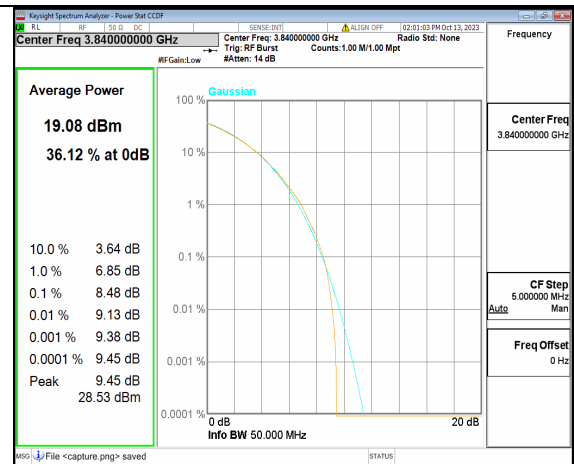 Keysight Spectrum Analyzer - Power Stat CCDF
RL RF 50 Ω DC SENSE:INT ALIGN OFF 02:01:03 PM Oct 13, 2023
Center Freq 3.840000000 GHz
Center Freq: 3.840000000 GHz Radio Std: None
Trig: RF Burst Counts:1.00 M/1.00 Mpt
#IFGain:Low #Atten: 14 dB
Frequency
Average Power
19.08 dBm
36.12 % at 0dB
10.0 % 3.64 dB
1.0 % 6.85 dB
0.1 % 8.48 dB
0.01 % 9.13 dB
0.001 % 9.38 dB
0.0001 % 9.45 dB
Peak 9.45 dB
28.53 dBm
Gaussian
100 %
10 %
1 %
0.1 %
0.01 %
0.001 %
0.0001 %
0 dB 20 dB
Info BW 50.000 MHz
Center Freq
3.840000000 GHz
CF Step
5.000000 MHz
Auto Man
Freq Offset
0 Hz
MSG File <capture.png> saved STATUS